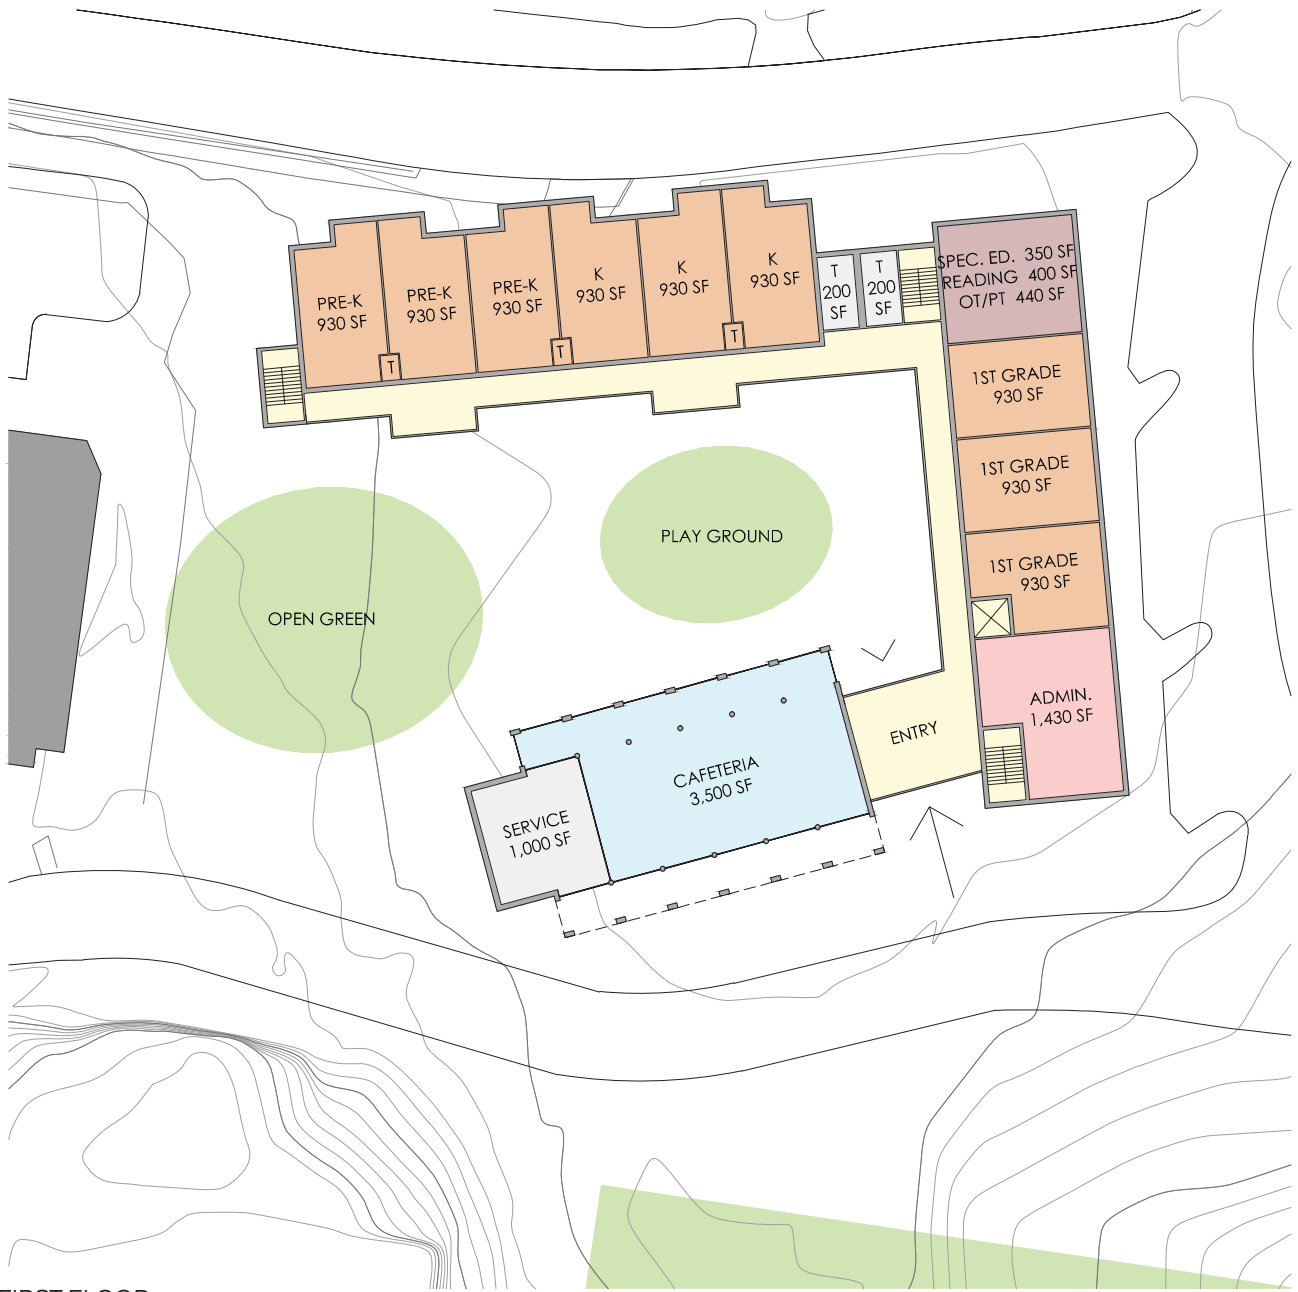 PRE-K
930 SF
PRE-K
930 SF
PRE-K
930 SF
K
930 SF
K
930 SF
K
930 SF
T
T
T
T
200
SF
T
200
SF
SPEC. ED. 350 SF
READING 400 SF
OT/PT 440 SF
1ST GRADE
930 SF
1ST GRADE
930 SF
1ST GRADE
930 SF
PLAY GROUND
OPEN GREEN
ADMIN.
1,430 SF
ENTRY
CAFETERIA
3,500 SF
SERVICE
1,000 SF
FIRST FLOOR